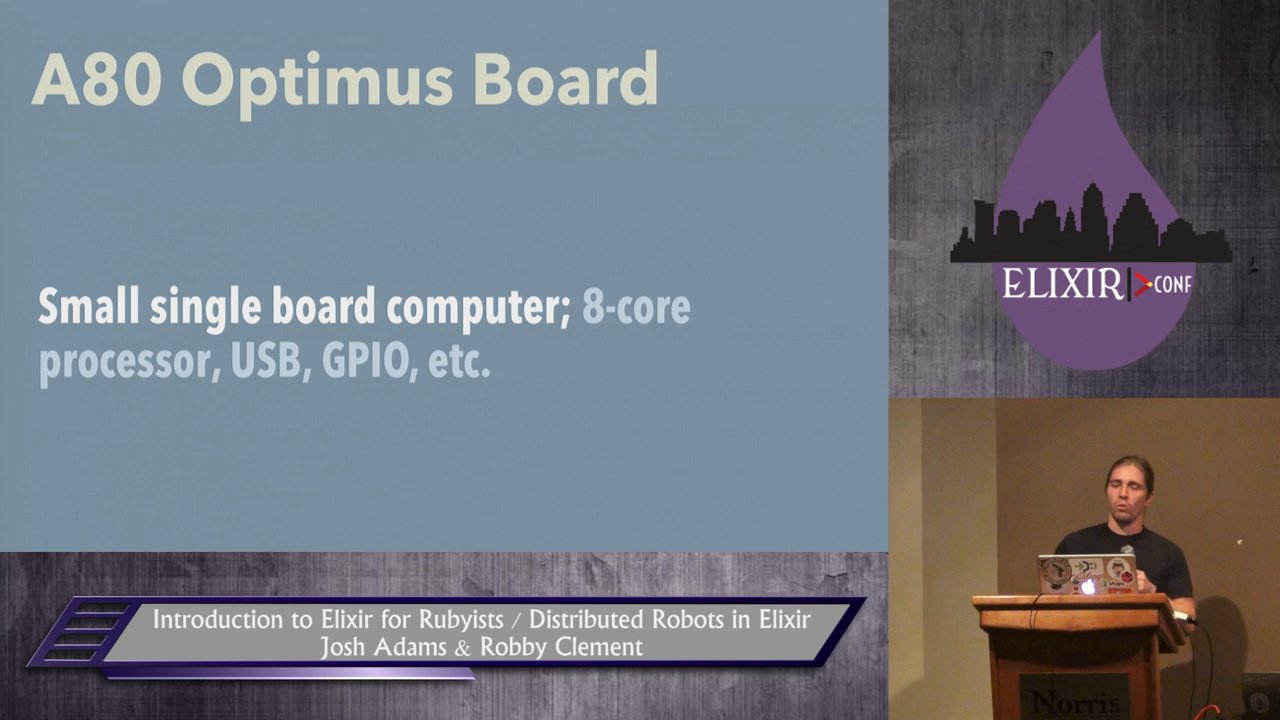 A80 Optimus Board
Small single board computer; 8-core
processor, USB, GPIO, etc.
ELIXIR|>CONF
Introduction to Elixir for Rubyists / Distributed Robots in Elixir
Josh Adams & Robby Clement
Norris